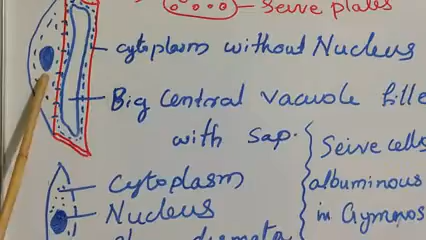 Seive plates
cytoplasm without Nucleus
Big Central Vacuole fille
with Sap.
Seive cells
albuminous
in Gymnos
Cytoplasm
Nucleus